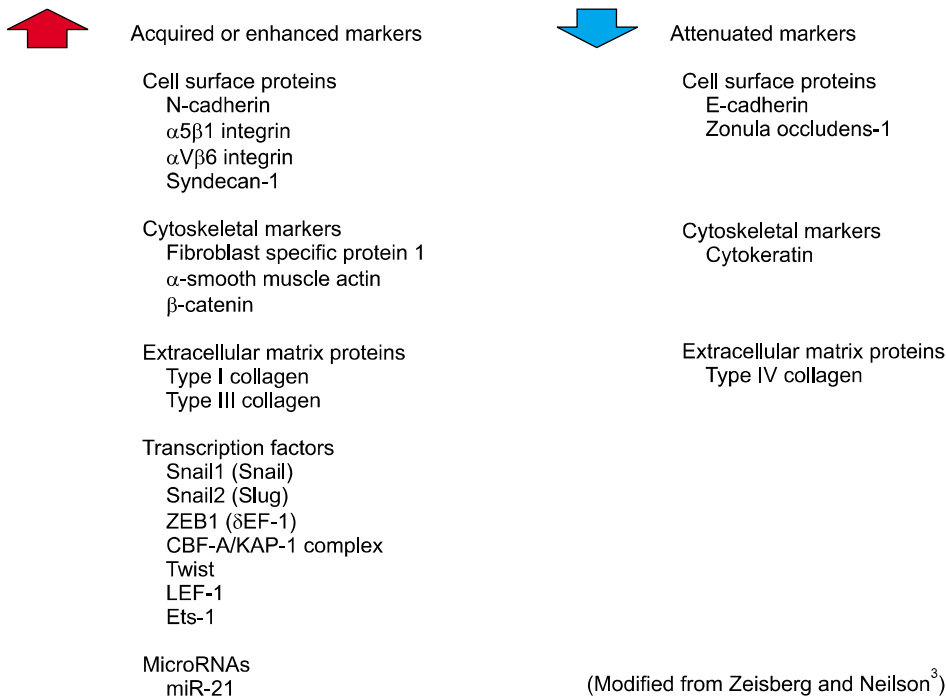 Acquired or enhanced markers
Cell surface proteins
N-cadherin
α5β1 integrin
αVβ6 integrin
Syndecan-1
Cytoskeletal markers
Fibroblast specific protein 1
α-smooth muscle actin
β-catenin
Extracellular matrix proteins
Type I collagen
Type III collagen
Transcription factors
Snail1 (Snail)
Snail2 (Slug)
ZEB1 (δEF-1)
CBF-A/KAP-1 complex
Twist
LEF-1
Ets-1
MicroRNAs
miR-21
Attenuated markers
Cell surface proteins
E-cadherin
Zonula occludens-1
Cytoskeletal markers
Cytokeratin
Extracellular matrix proteins
Type IV collagen
(Modified from Zeisberg and Neilson³)